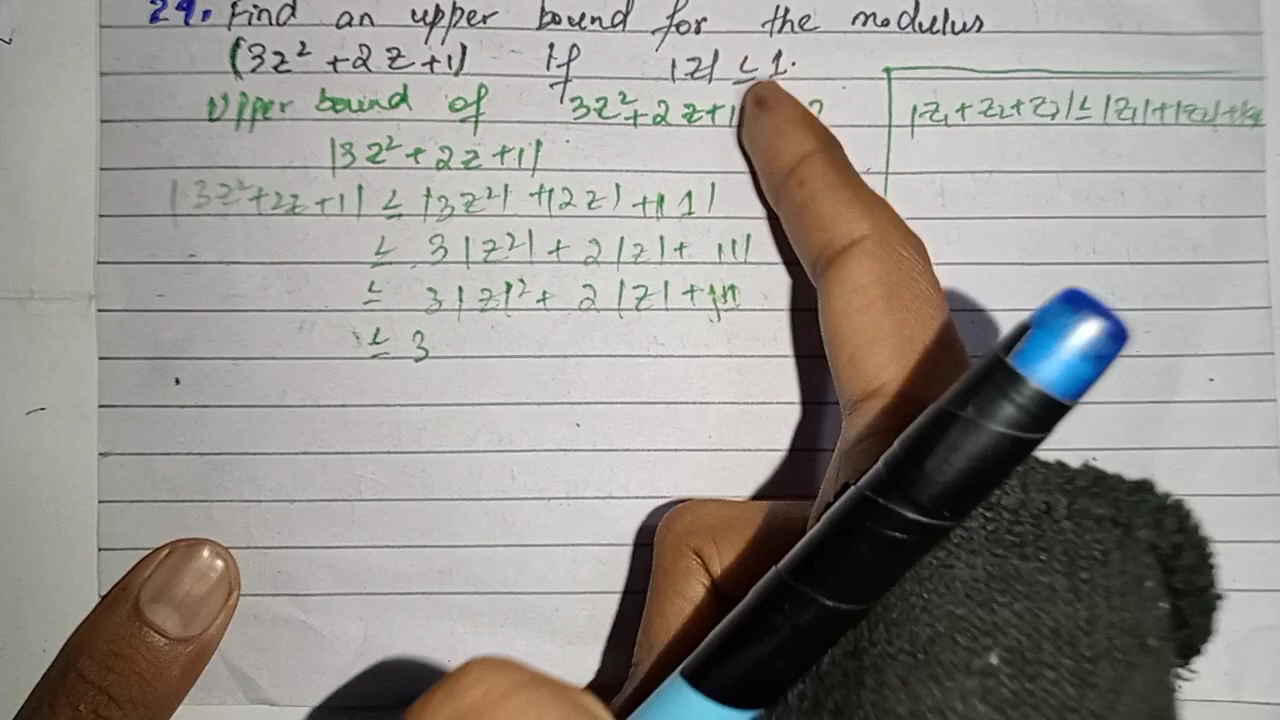 29. Find an upper bound for the modulus
(3z² + 2z + 1) If |z| ≤ 1.
Upper bound of 3z² + 2z + 1 ?
|z₁ + z₂ + z₃| ≤ |z₁| + |z₂| + |z₃
|3z² + 2z + 1|
|3z² + 2z + 1| ≤ |3z²| + |2z| + |1|
≤ 3|z²| + 2|z| + |1|
≤ 3|z|² + 2|z| +
≤ 3